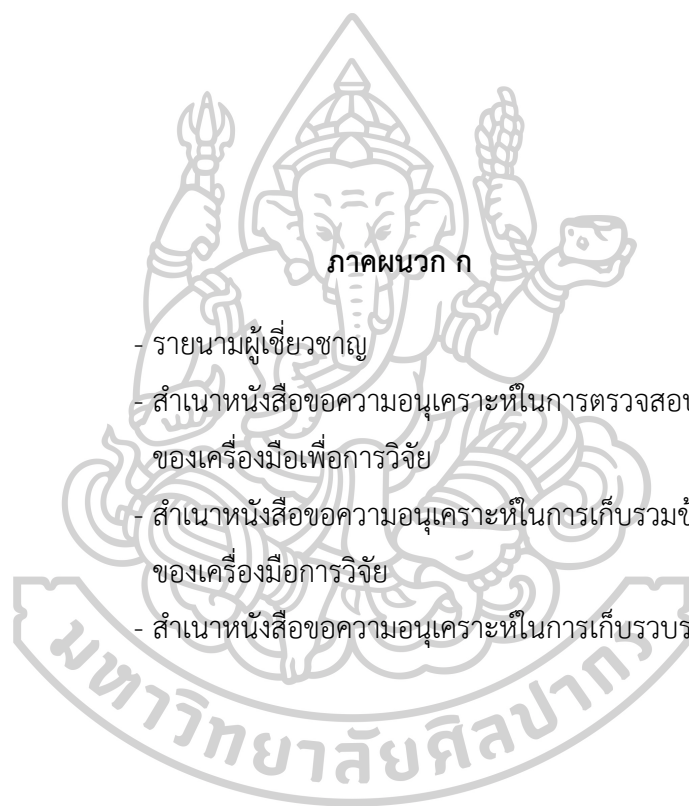 ภาคผนวก ก
- รายนามผู้เชี่ยวชาญ
- สำเนาหนังสือขอความอนุเคราะห์ในการตรวจสอบ
ของเครื่องมือเพื่อการวิจัย
- สำเนาหนังสือขอความอนุเคราะห์ในการเก็บรวมข้
ของเครื่องมือการวิจัย
- สำเนาหนังสือขอความอนุเคราะห์ในการเก็บรวบร
มหาวิทยาลัยศิลปากร